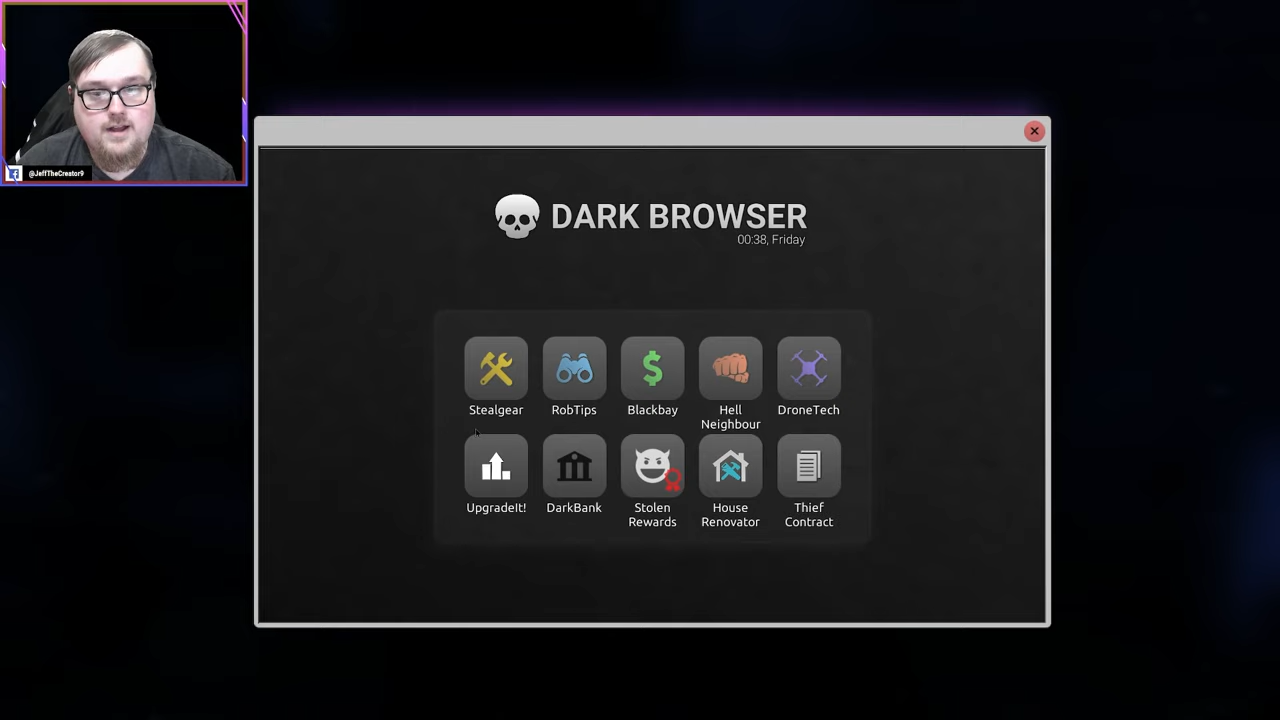 @JeffTheCreator9
DARK BROWSER
00:38, Friday
Stealgear
RobTips
Blackbay
Hell
Neighbour
DroneTech
UpgradeIt!
DarkBank
Stolen
Rewards
House
Renovator
Thief
Contract